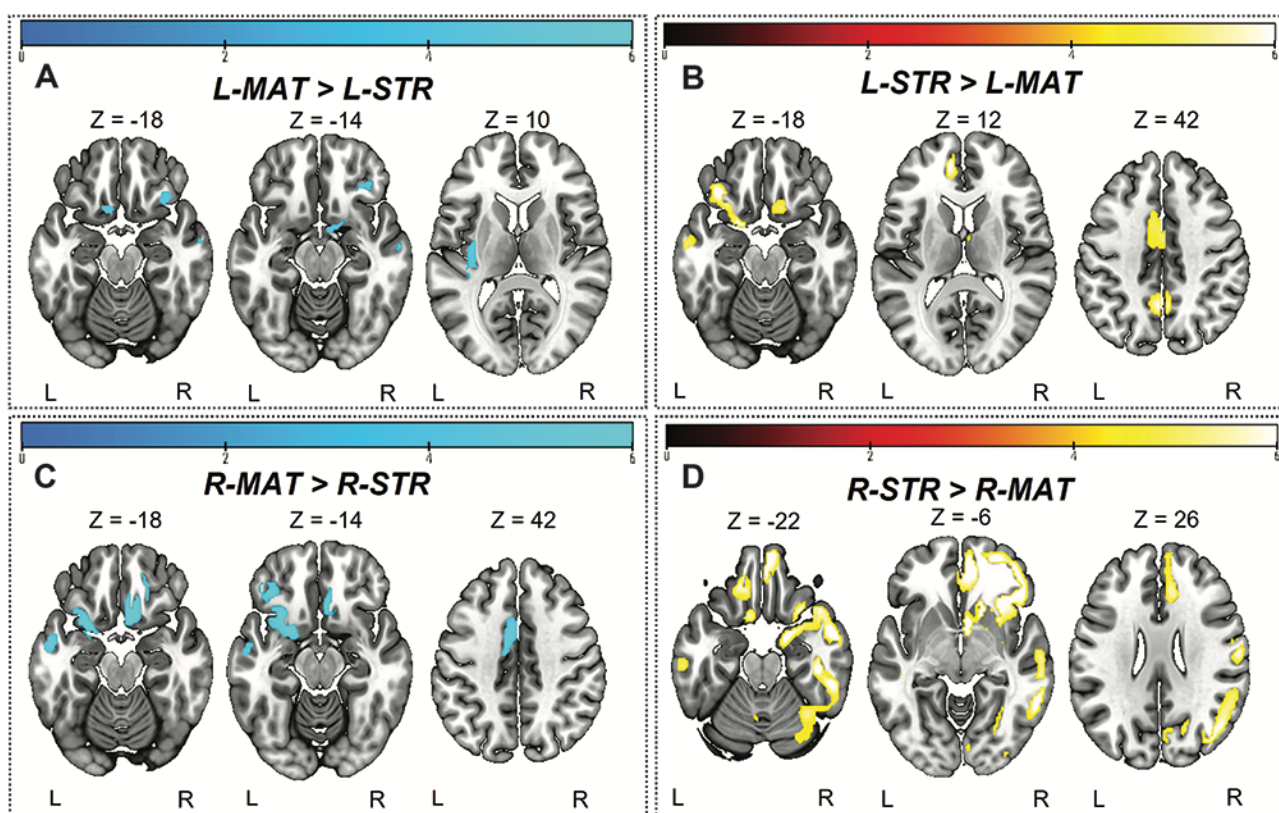 0 2 4 6
A
L-MAT > L-STR
Z = -18 Z = -14 Z = 10
L R L R L R
0 2 4 6
B
L-STR > L-MAT
Z = -18 Z = 12 Z = 42
L R L R L R
0 2 4 6
C
R-MAT > R-STR
Z = -18 Z = -14 Z = 42
L R L R L R
0 2 4 6
D
R-STR > R-MAT
Z = -22 Z = -6 Z = 26
L R L R L R